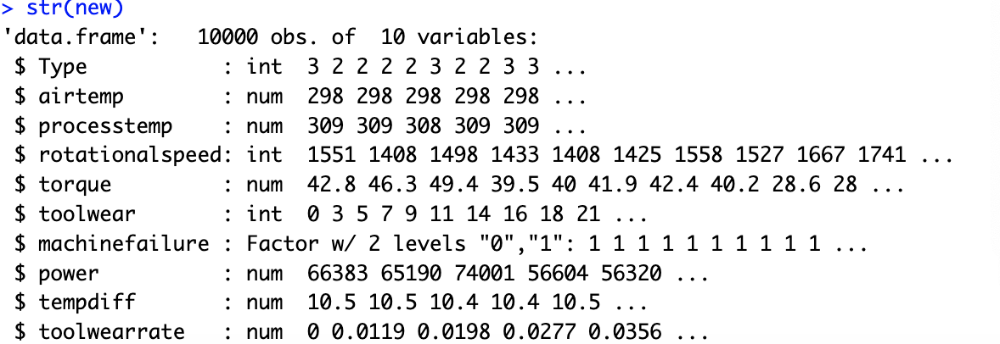 > str(new)
'data.frame':   10000 obs. of  10 variables:
 $ Type           : int  3 2 2 2 2 3 2 2 3 3 ...
 $ airtemp        : num  298 298 298 298 298 ...
 $ processtemp    : num  309 309 308 309 309 ...
 $ rotationalspeed: int  1551 1408 1498 1433 1408 1425 1558 1527 1667 1741 ...
 $ torque         : num  42.8 46.3 49.4 39.5 40 41.9 42.4 40.2 28.6 28 ...
 $ toolwear       : int  0 3 5 7 9 11 14 16 18 21 ...
 $ machinefailure : Factor w/ 2 levels "0","1": 1 1 1 1 1 1 1 1 1 1 ...
 $ power          : num  66383 65190 74001 56604 56320 ...
 $ tempdiff       : num  10.5 10.5 10.4 10.4 10.5 ...
 $ toolwearrate   : num  0 0.0119 0.0198 0.0277 0.0356 ...